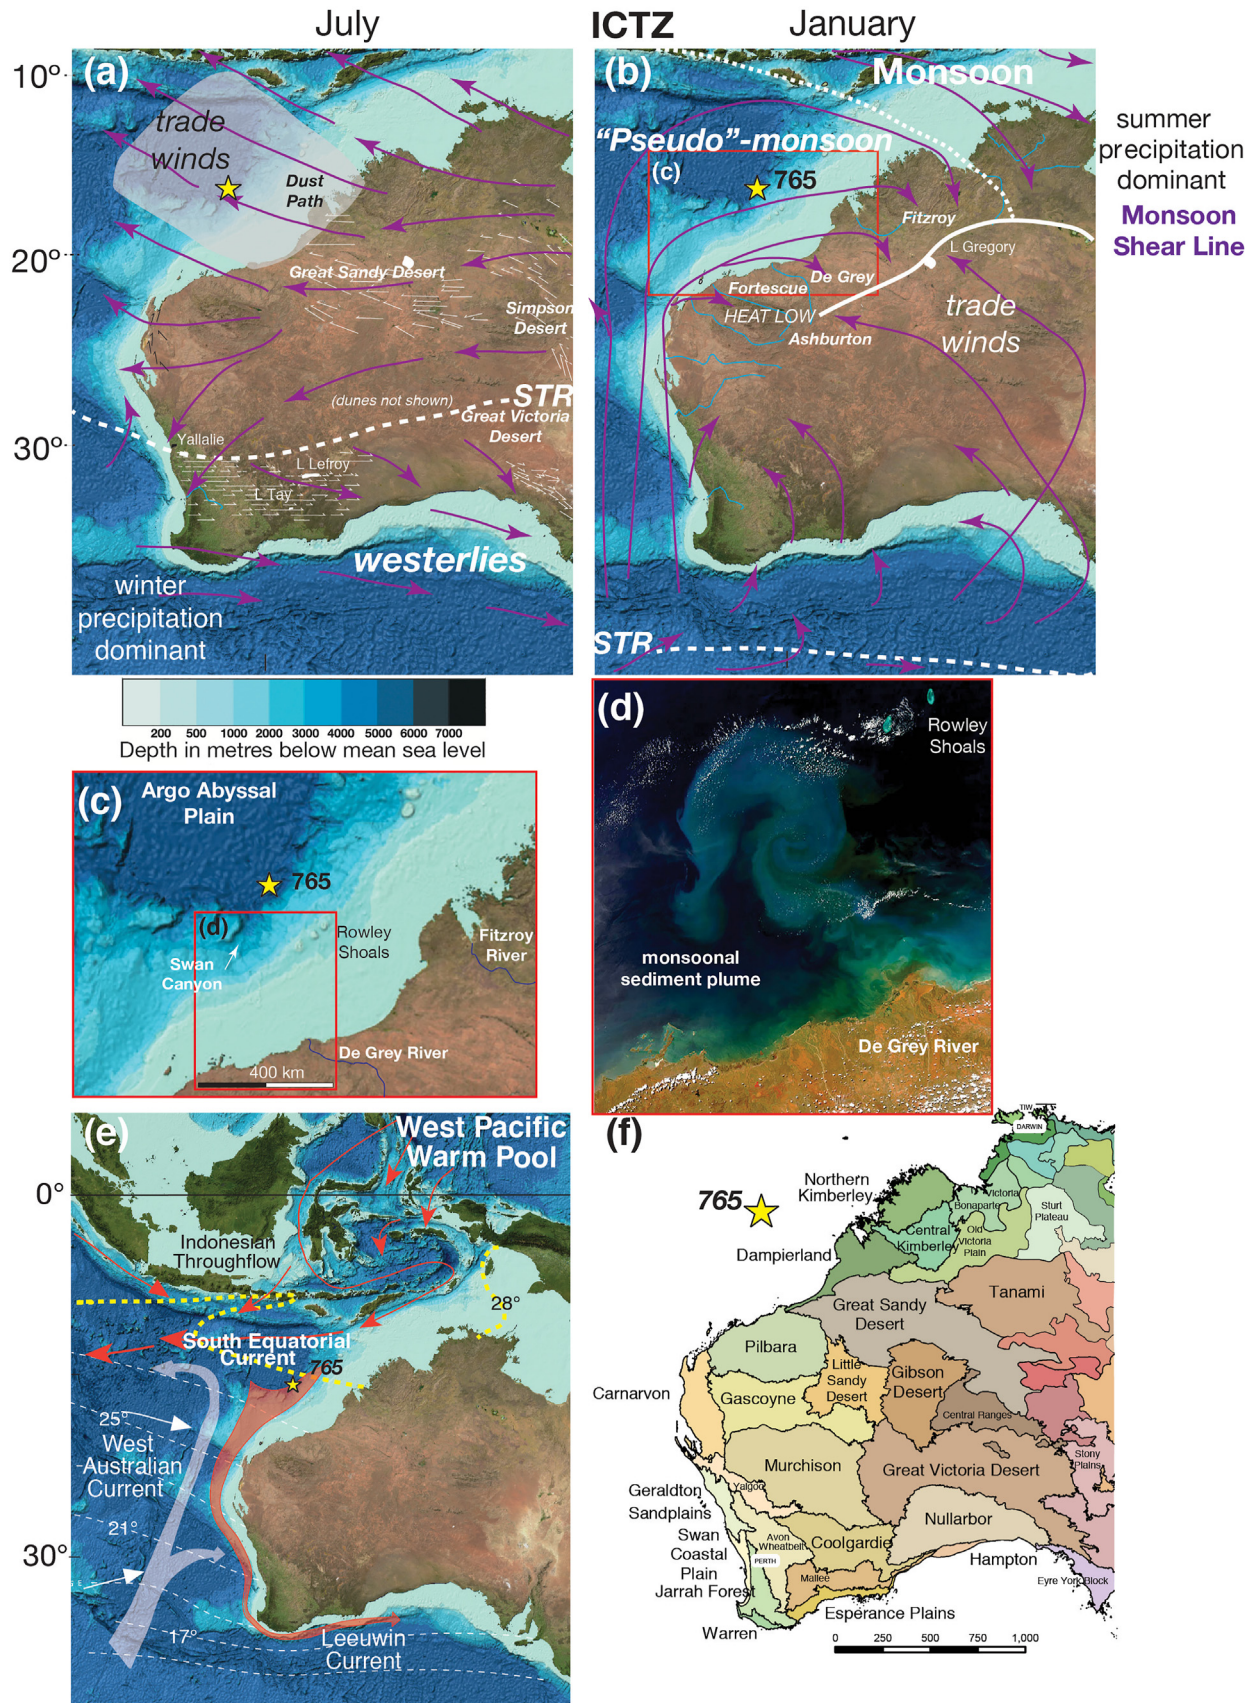 July
ICTZ
January
(a)
10°
trade
winds
Dust
Path
20°
Great Sandy Desert
Simpson
Desert
STR
(dunes not shown)
Great Victoria
Desert
30°
Yallalie
L Lefroy
L Tay
westerlies
winter
precipitation
dominant
(b)
Monsoon
"Pseudo"-monsoon
(c)
765
Fitzroy
L Gregory
De Grey
Fortescue
HEAT LOW
Ashburton
trade
winds
STR
summer
precipitation
dominant
Monsoon
Shear Line
200 500 1000 2000 3000 4000 5000 6000 7000
Depth in metres below mean sea level
(c)
Argo Abyssal
Plain
765
(d)
Rowley
Shoals
Fitzroy
River
Swan
Canyon
De Grey River
400 km
(d)
Rowley
Shoals
monsoonal
sediment plume
De Grey River
(e)
West Pacific
Warm Pool
0°
Indonesian
Throughflow
28°
South Equatorial
Current
765
25°
West
-Australian
Current
21°
30°
17°
Leeuwin
Current
(f)
TIW
DARWIN
765
Northern
Kimberley
Victoria
Bonaparte
Sturt
Plateau
Central
Kimberley
Old
Victoria
Plain
Dampierland
Tanami
Great Sandy
Desert
Pilbara
Little
Sandy
Desert
Gibson
Desert
Carnarvon
Gascoyne
Central Ranges
Stony
Plains
Murchison
Great Victoria Desert
Yalgoo
Geraldton
Sandplains
Nullarbor
Swan
Coastal
Plain
Avon
Wheatbelt
Coolgardie
PERTH
Hampton
Mallee
Jarrah Forest
Eyre York Block
Esperance Plains
Warren
0 250 500 750 1,000